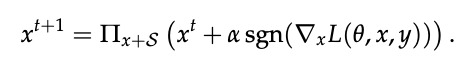 x^{t+1} = Π_{x+𝒮} (x^t + α sgn(∇_x L(θ, x, y))) .